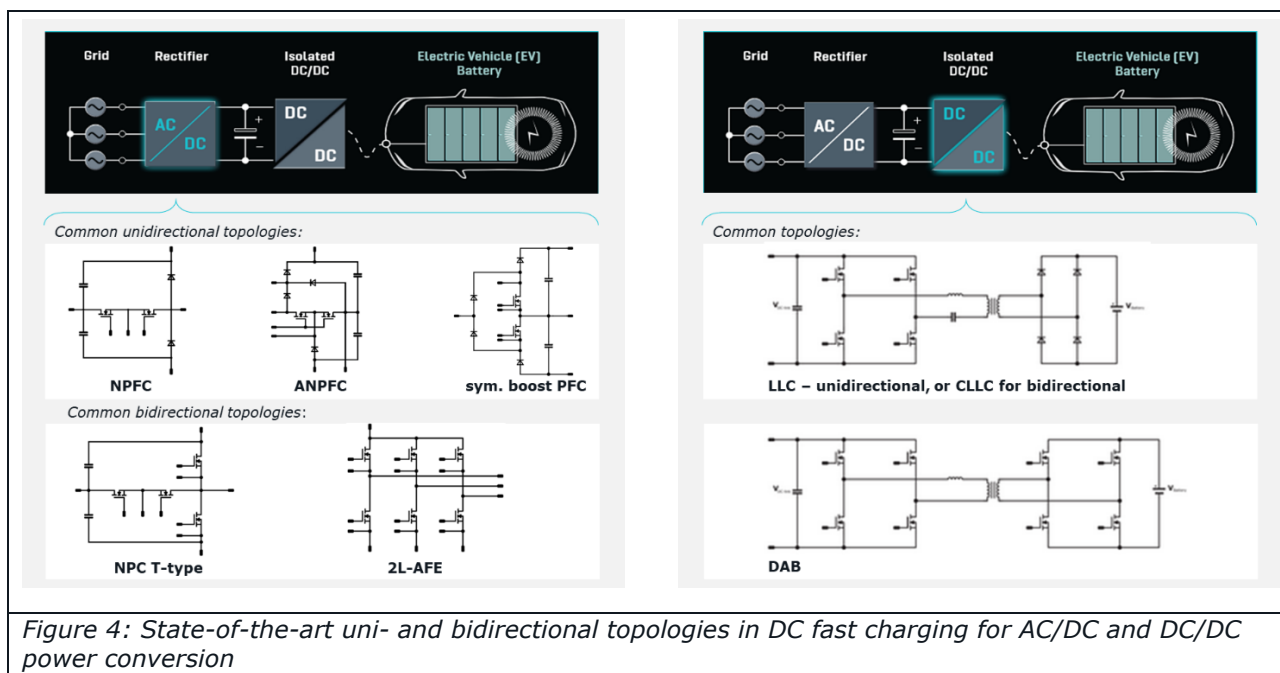 Grid Rectifier Isolated DC/DC Electric Vehicle (EV) Battery
AC
DC
DC
DC
+
−
Common unidirectional topologies:
NPFC
ANPFC
sym. boost PFC
Common bidirectional topologies:
NPC T-type
2L-AFE
Grid Rectifier Isolated DC/DC Electric Vehicle (EV) Battery
AC
DC
DC
DC
+
−
Common topologies:
LLC – unidirectional, or CLLC for bidirectional
DAB
Figure 4: State-of-the-art uni- and bidirectional topologies in DC fast charging for AC/DC and DC/DC
power conversion